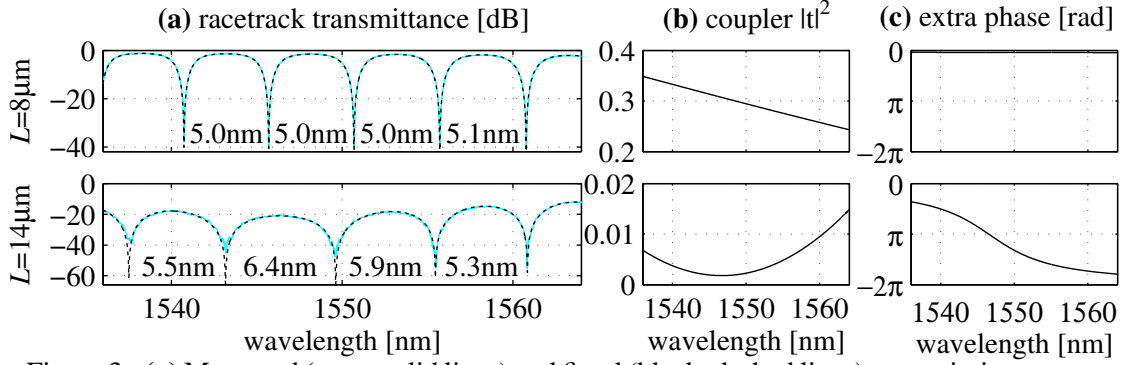 (a) racetrack transmittance [dB]
(b) coupler |t|²
(c) extra phase [rad]
L=8μm
0
−20
−40
5.0nm 5.0nm 5.0nm 5.1nm
0.4
0.3
0.2
0
π
−2π
L=14μm
0
−20
−40
−60
5.5nm 6.4nm 5.9nm 5.3nm
1540 1550 1560
wavelength [nm]
0.02
0.01
0
1540 1550 1560
wavelength [nm]
0
π
−2π
1540 1550 1560
wavelength [nm]